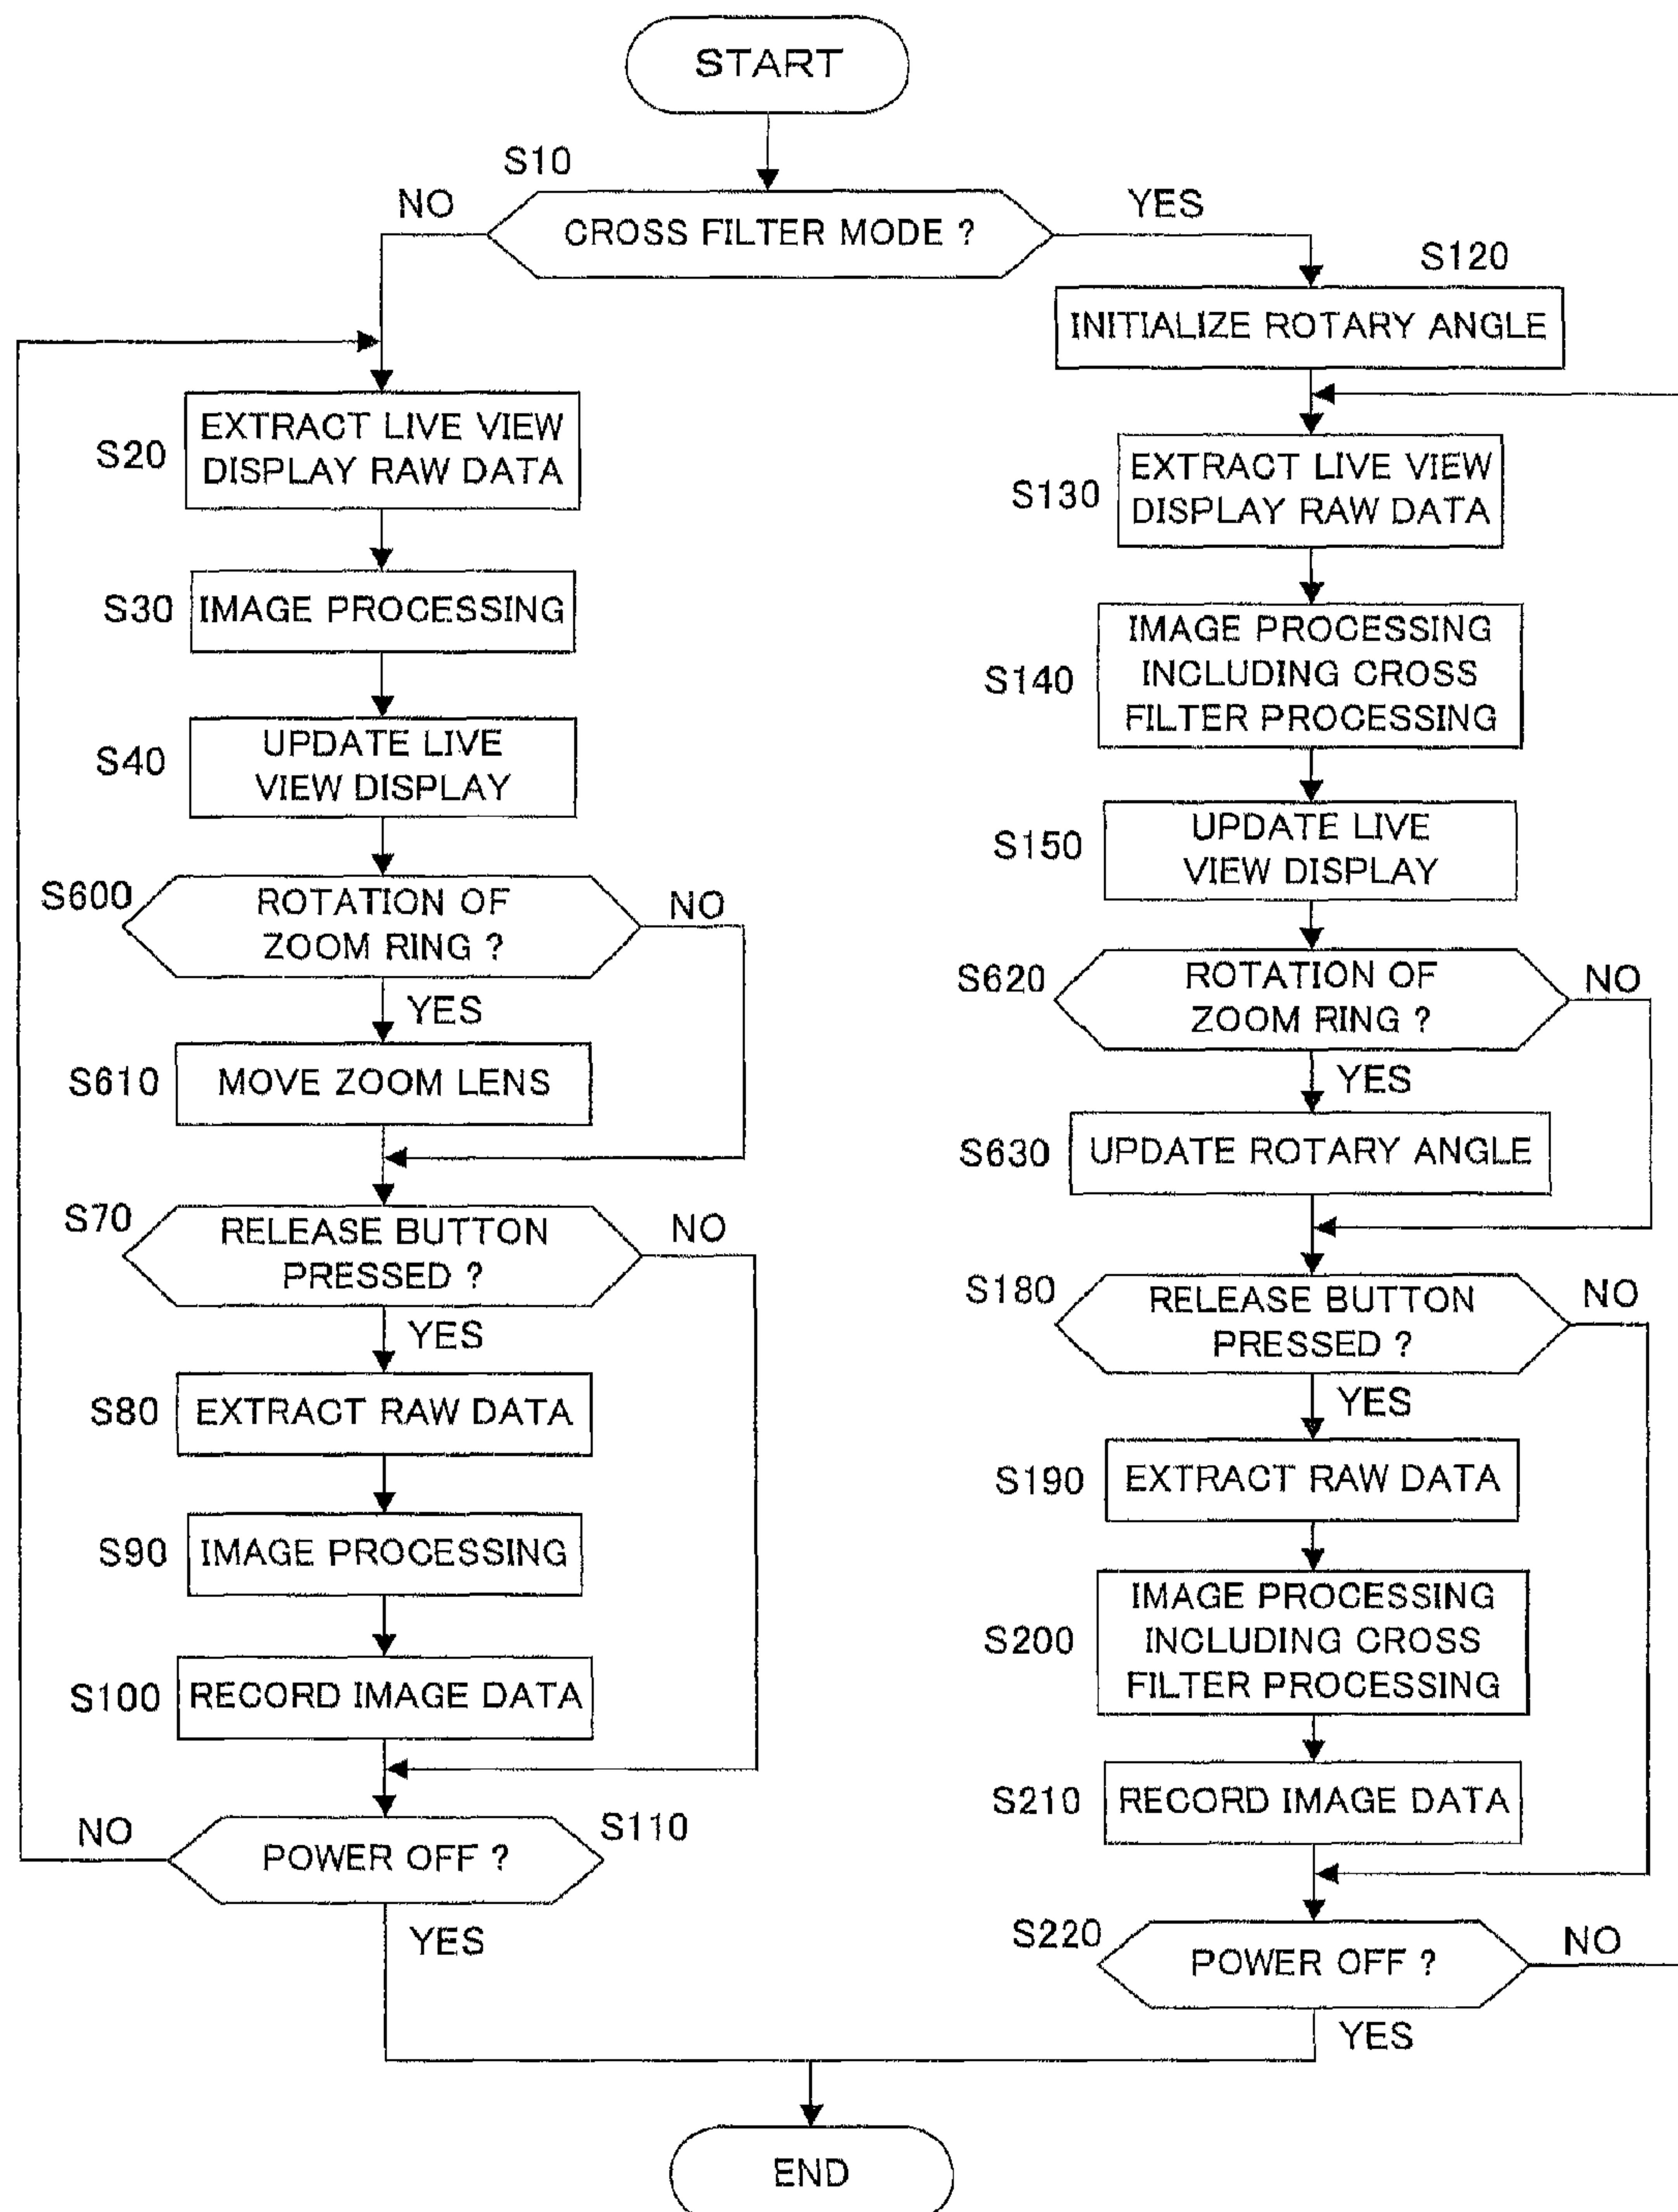 START
S10
NO
CROSS FILTER MODE ?
YES
S20
EXTRACT LIVE VIEW
DISPLAY RAW DATA
S30
IMAGE PROCESSING
S40
UPDATE LIVE
VIEW DISPLAY
S600
ROTATION OF
ZOOM RING ?
NO
YES
S610
MOVE ZOOM LENS
S70
RELEASE BUTTON
PRESSED ?
NO
YES
S80
EXTRACT RAW DATA
S90
IMAGE PROCESSING
S100
RECORD IMAGE DATA
S110
NO
POWER OFF ?
YES
S120
INITIALIZE ROTARY ANGLE
S130
EXTRACT LIVE VIEW
DISPLAY RAW DATA
S140
IMAGE PROCESSING
INCLUDING CROSS
FILTER PROCESSING
S150
UPDATE LIVE
VIEW DISPLAY
S620
ROTATION OF
ZOOM RING ?
NO
YES
S630
UPDATE ROTARY ANGLE
S180
RELEASE BUTTON
PRESSED ?
NO
YES
S190
EXTRACT RAW DATA
S200
IMAGE PROCESSING
INCLUDING CROSS
FILTER PROCESSING
S210
RECORD IMAGE DATA
S220
POWER OFF ?
NO
YES
END